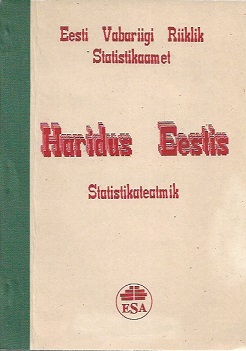 Eesti Vabariigi Riiklik
Statistikaamet
Haridus Eestis
Statistikateatmik
ESA